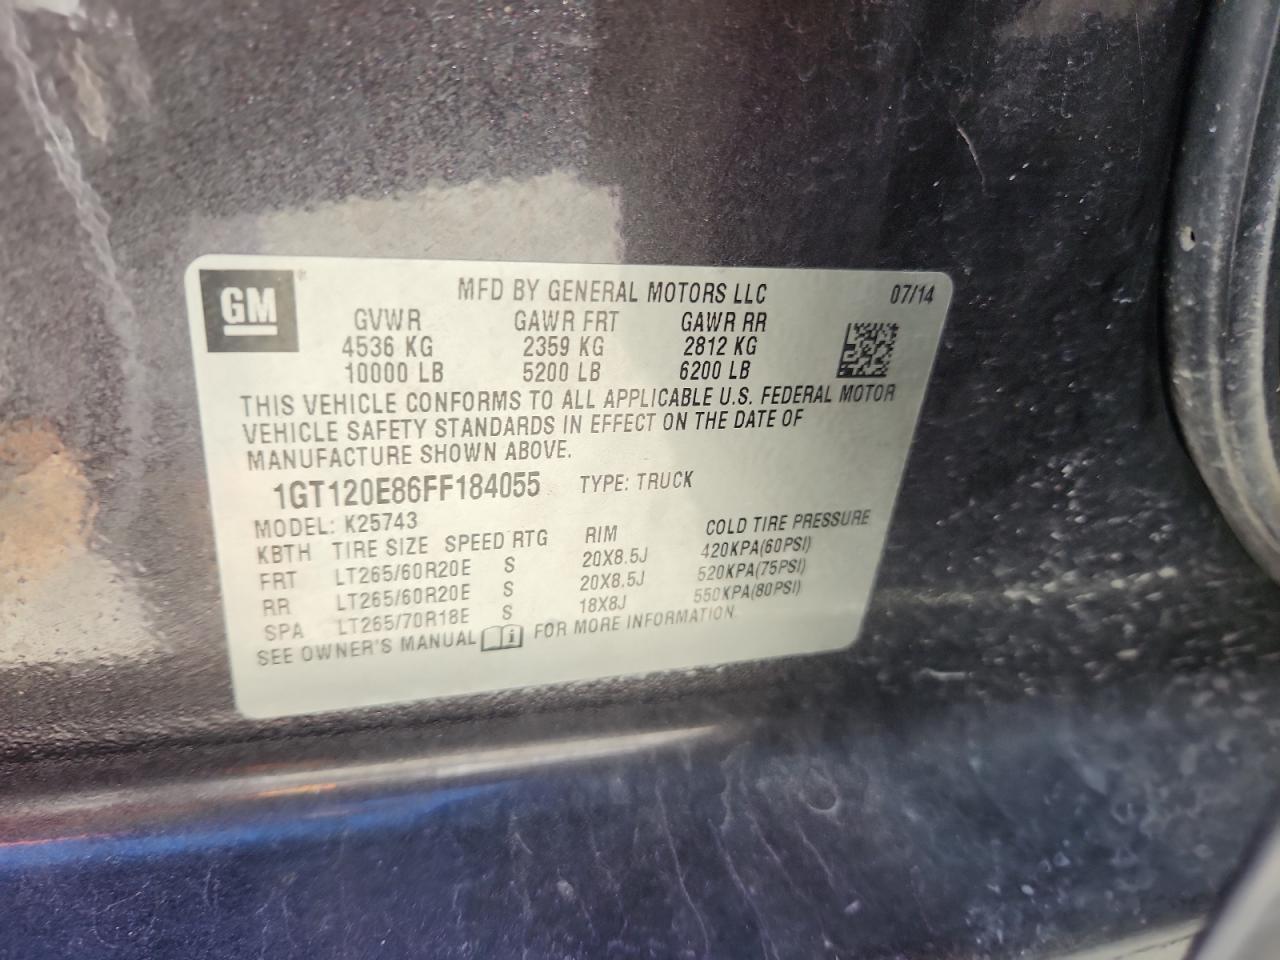 GM ® MFD BY GENERAL MOTORS LLC 07/14
GVWR GAWR FRT GAWR RR
4536 KG 2359 KG 2812 KG
10000 LB 5200 LB 6200 LB
THIS VEHICLE CONFORMS TO ALL APPLICABLE U.S. FEDERAL MOTOR
VEHICLE SAFETY STANDARDS IN EFFECT ON THE DATE OF
MANUFACTURE SHOWN ABOVE.
1GT120E86FF184055 TYPE: TRUCK
MODEL: K25743
KBTH TIRE SIZE SPEED RTG RIM COLD TIRE PRESSURE
FRT LT265/60R20E S 20X8.5J 420KPA(60PSI)
RR LT265/60R20E S 20X8.5J 520KPA(75PSI)
SPA LT265/70R18E S 18X8J 550KPA(80PSI)
SEE OWNER'S MANUAL i FOR MORE INFORMATION.